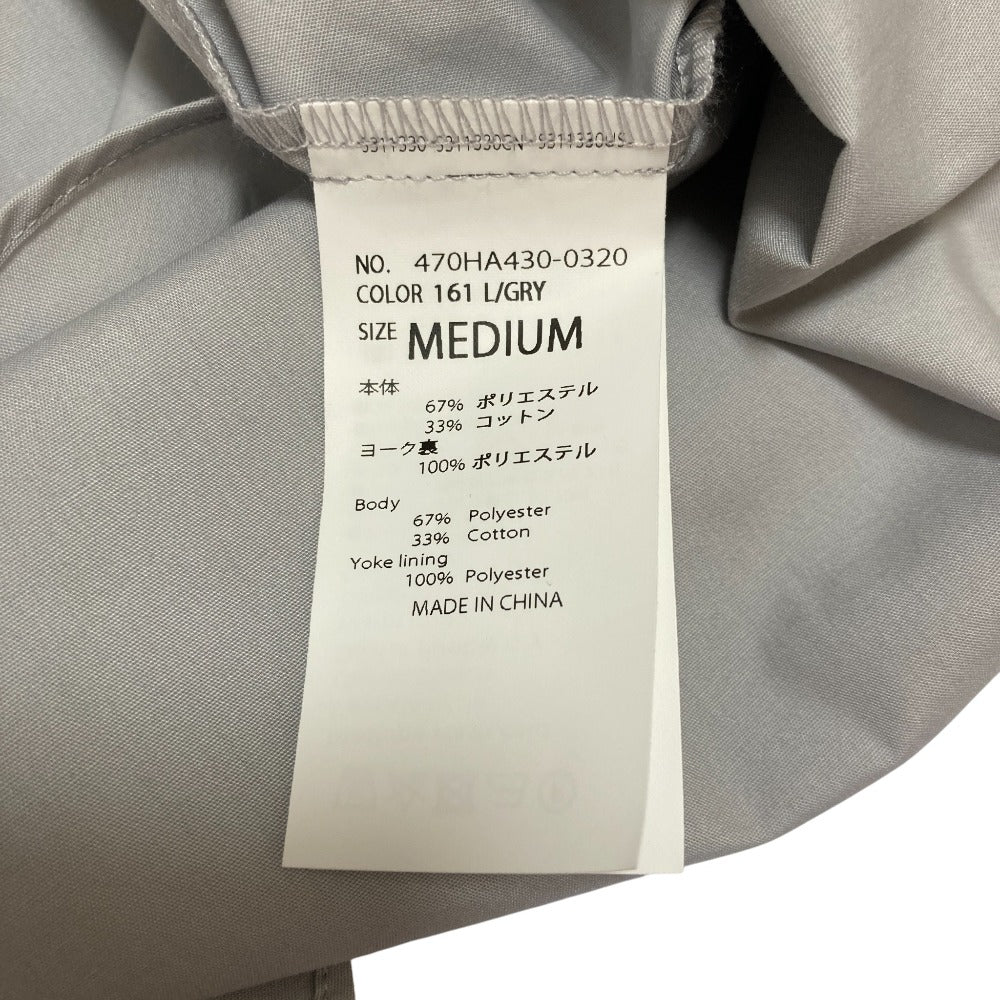 NO. 470HA430-0320
COLOR 161 L/GRY
SIZE MEDIUM
本体
67% ポリエステル
33% コットン
ヨーク裏
100% ポリエステル
Body
67% Polyester
33% Cotton
Yoke lining
100% Polyester
MADE IN CHINA